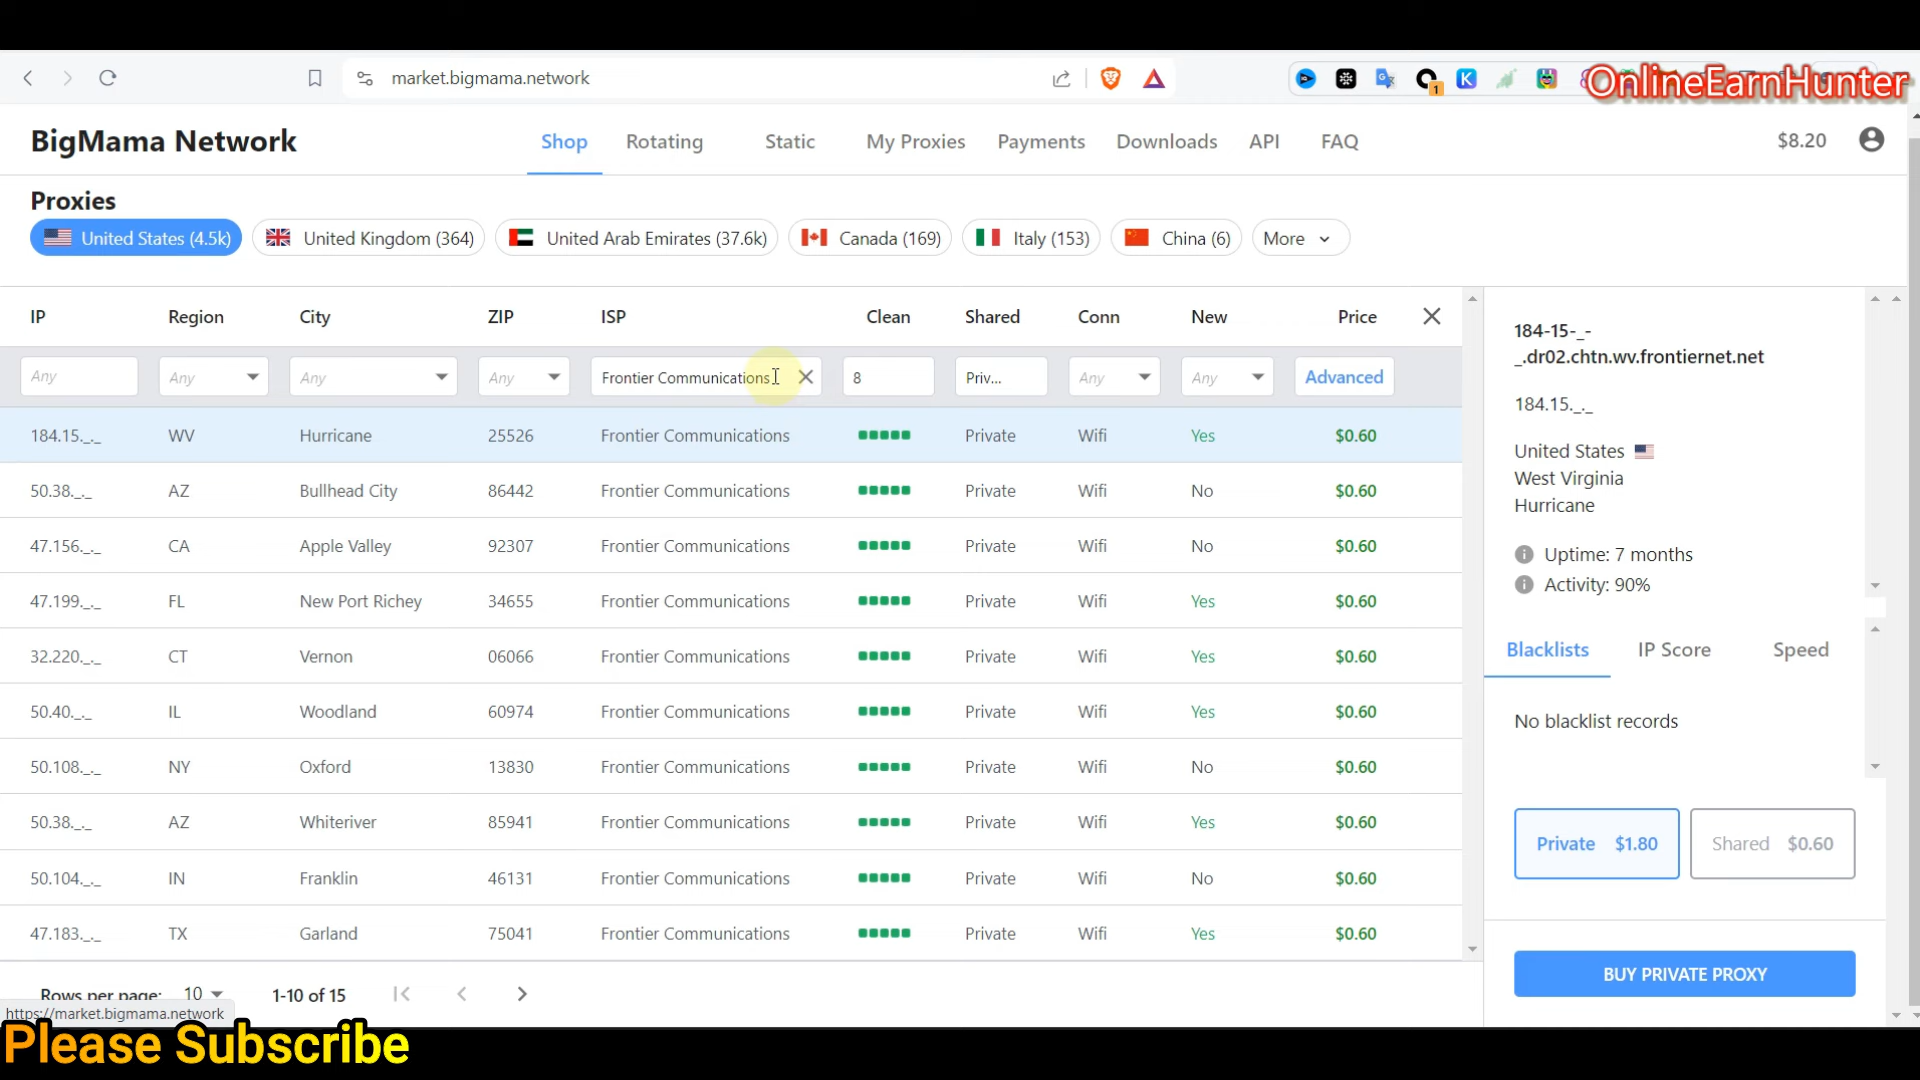 market.bigmama.network
1
OnlineEarnHunter
BigMama Network
Shop Rotating Static My Proxies Payments Downloads API FAQ
$8.20
Proxies
United States (4.5k) United Kingdom (364) United Arab Emirates (37.6k) Canada (169) Italy (153) China (6) More
IP Region City ZIP ISP Clean Shared Conn New Price
Any Any Any Any Frontier Communications 8 Priv... Any Any Advanced
184.15._._ WV Hurricane 25526 Frontier Communications Private Wifi Yes $0.60
50.38._._ AZ Bullhead City 86442 Frontier Communications Private Wifi No $0.60
47.156._._ CA Apple Valley 92307 Frontier Communications Private Wifi No $0.60
47.199._._ FL New Port Richey 34655 Frontier Communications Private Wifi Yes $0.60
32.220._._ CT Vernon 06066 Frontier Communications Private Wifi Yes $0.60
50.40._._ IL Woodland 60974 Frontier Communications Private Wifi Yes $0.60
50.108._._ NY Oxford 13830 Frontier Communications Private Wifi No $0.60
50.38._._ AZ Whiteriver 85941 Frontier Communications Private Wifi Yes $0.60
50.104._._ IN Franklin 46131 Frontier Communications Private Wifi No $0.60
47.183._._ TX Garland 75041 Frontier Communications Private Wifi Yes $0.60
Rows per page: 10 1-10 of 15
https://market.bigmama.network
Please Subscribe
184-15-_-
_.dr02.chtn.wv.frontiernet.net
184.15._._
United States
West Virginia
Hurricane
Uptime: 7 months
Activity: 90%
Blacklists IP Score Speed
No blacklist records
Private $1.80 Shared $0.60
BUY PRIVATE PROXY